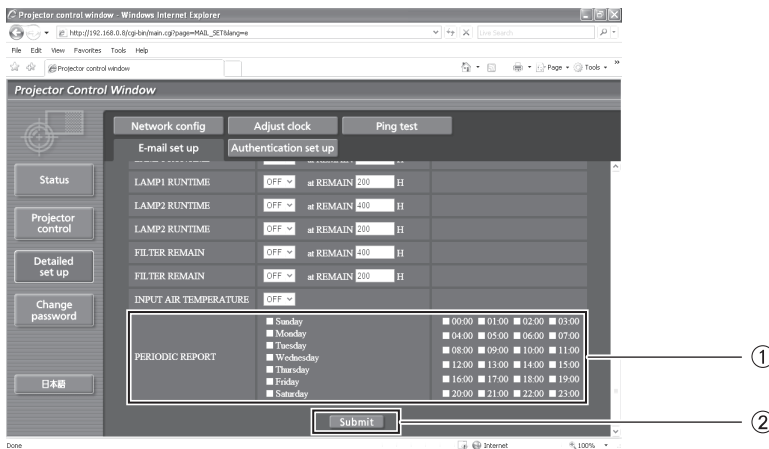 Projector control window - Windows Internet Explorer
http://192.168.0.8/cgi-bin/main.cgi?page=MAIL_SET&lang=e
Live Search
File Edit View Favorites Tools Help
Projector control window
Page Tools
Projector Control Window
Network config Adjust clock Ping test
E-mail set up Authentication set up
Status
Projector control
Detailed set up
Change password
日本語
at REMAIN H
LAMP1 RUNTIME OFF at REMAIN 200 H
LAMP2 RUNTIME OFF at REMAIN 400 H
LAMP2 RUNTIME OFF at REMAIN 200 H
FILTER REMAIN OFF at REMAIN 400 H
FILTER REMAIN OFF at REMAIN 200 H
INPUT AIR TEMPERATURE OFF
PERIODIC REPORT
Sunday
Monday
Tuesday
Wednesday
Thursday
Friday
Saturday
00:00 01:00 02:00 03:00
04:00 05:00 06:00 07:00
08:00 09:00 10:00 11:00
12:00 13:00 14:00 15:00
16:00 17:00 18:00 19:00
20:00 21:00 22:00 23:00
1
Submit
2
Done
Internet
100%